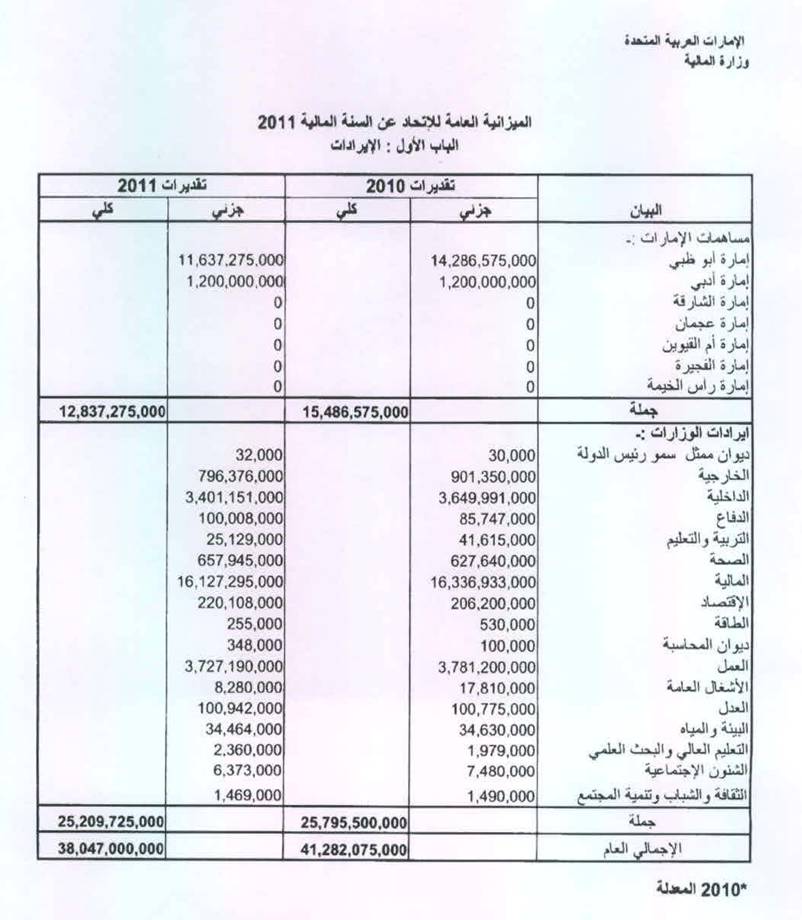 الإمارات العربية المتحدة
وزارة المالية
الميزانية العامة للإتحاد عن السنة المالية 2011
الباب الأول : الإيرادات
البيان تقديرات 2010 تقديرات 2011
جزئي كلي جزئي كلي
مساهمات الإمارات :-
إمارة أبو ظبي 14,286,575,000 11,637,275,000
إمارة أدبي 1,200,000,000 1,200,000,000
إمارة الشارقة 0 0
إمارة عجمان 0 0
إمارة أم القيوين 0 0
إمارة الفجيرة 0 0
إمارة رأس الخيمة 0 0
جملة 15,486,575,000 12,837,275,000
ايرادات الوزارات :-
ديوان ممثل سمو رئيس الدولة 30,000 32,000
الخارجية 901,350,000 796,376,000
الداخلية 3,649,991,000 3,401,151,000
الدفاع 85,747,000 100,008,000
التربية والتعليم 41,615,000 25,129,000
الصحة 627,640,000 657,945,000
المالية 16,336,933,000 16,127,295,000
الإقتصاد 206,200,000 220,108,000
الطاقة 530,000 255,000
ديوان المحاسبة 100,000 348,000
العمل 3,781,200,000 3,727,190,000
الأشغال العامة 17,810,000 8,280,000
العدل 100,775,000 100,942,000
البيئة والمياه 34,630,000 34,464,000
التعليم العالي والبحث العلمي 1,979,000 2,360,000
الشئون الإجتماعية 7,480,000 6,373,000
الثقافة والشباب وتنمية المجتمع 1,490,000 1,469,000
جملة 25,795,500,000 25,209,725,000
الإجمالي العام 41,282,075,000 38,047,000,000
*2010 المعدلة